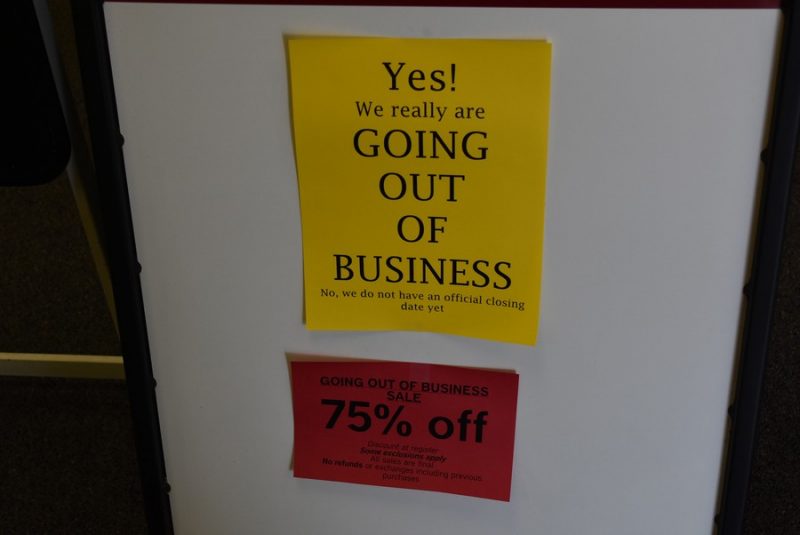 Yes!
We really are
GOING
OUT
OF
BUSINESS
No, we do not have an official closing
date yet
GOING OUT OF BUSINESS
SALE
75% off
Discount at register
Some exclusions apply
All sales are final
No refunds or exchanges including previous
purchases